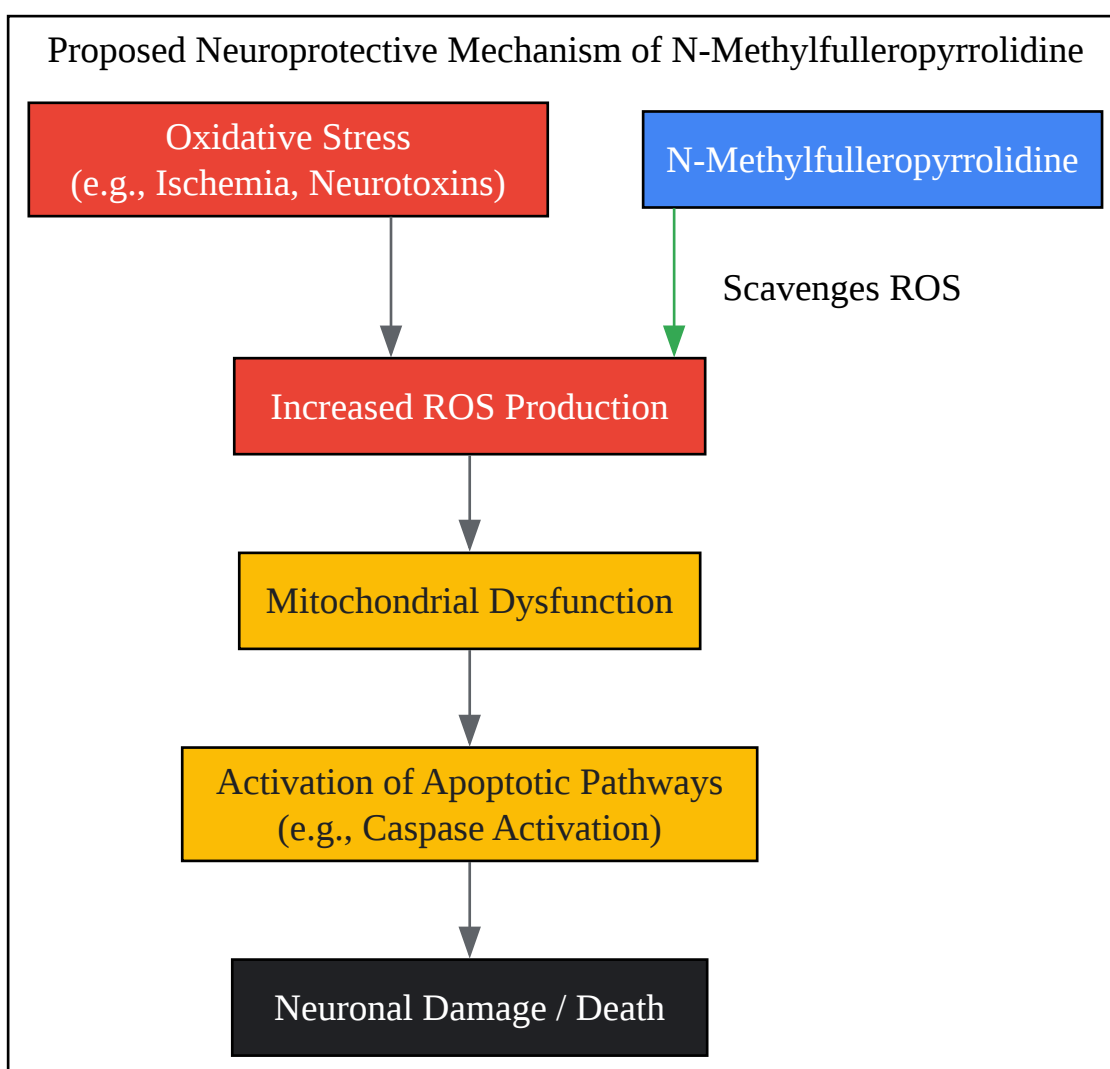 Proposed Neuroprotective Mechanism of N-Methylfulleropyrrolidine
Oxidative Stress
(e.g., Ischemia, Neurotoxins)
N-Methylfulleropyrrolidine
Scavenges ROS
Increased ROS Production
Mitochondrial Dysfunction
Activation of Apoptotic Pathways
(e.g., Caspase Activation)
Neuronal Damage / Death